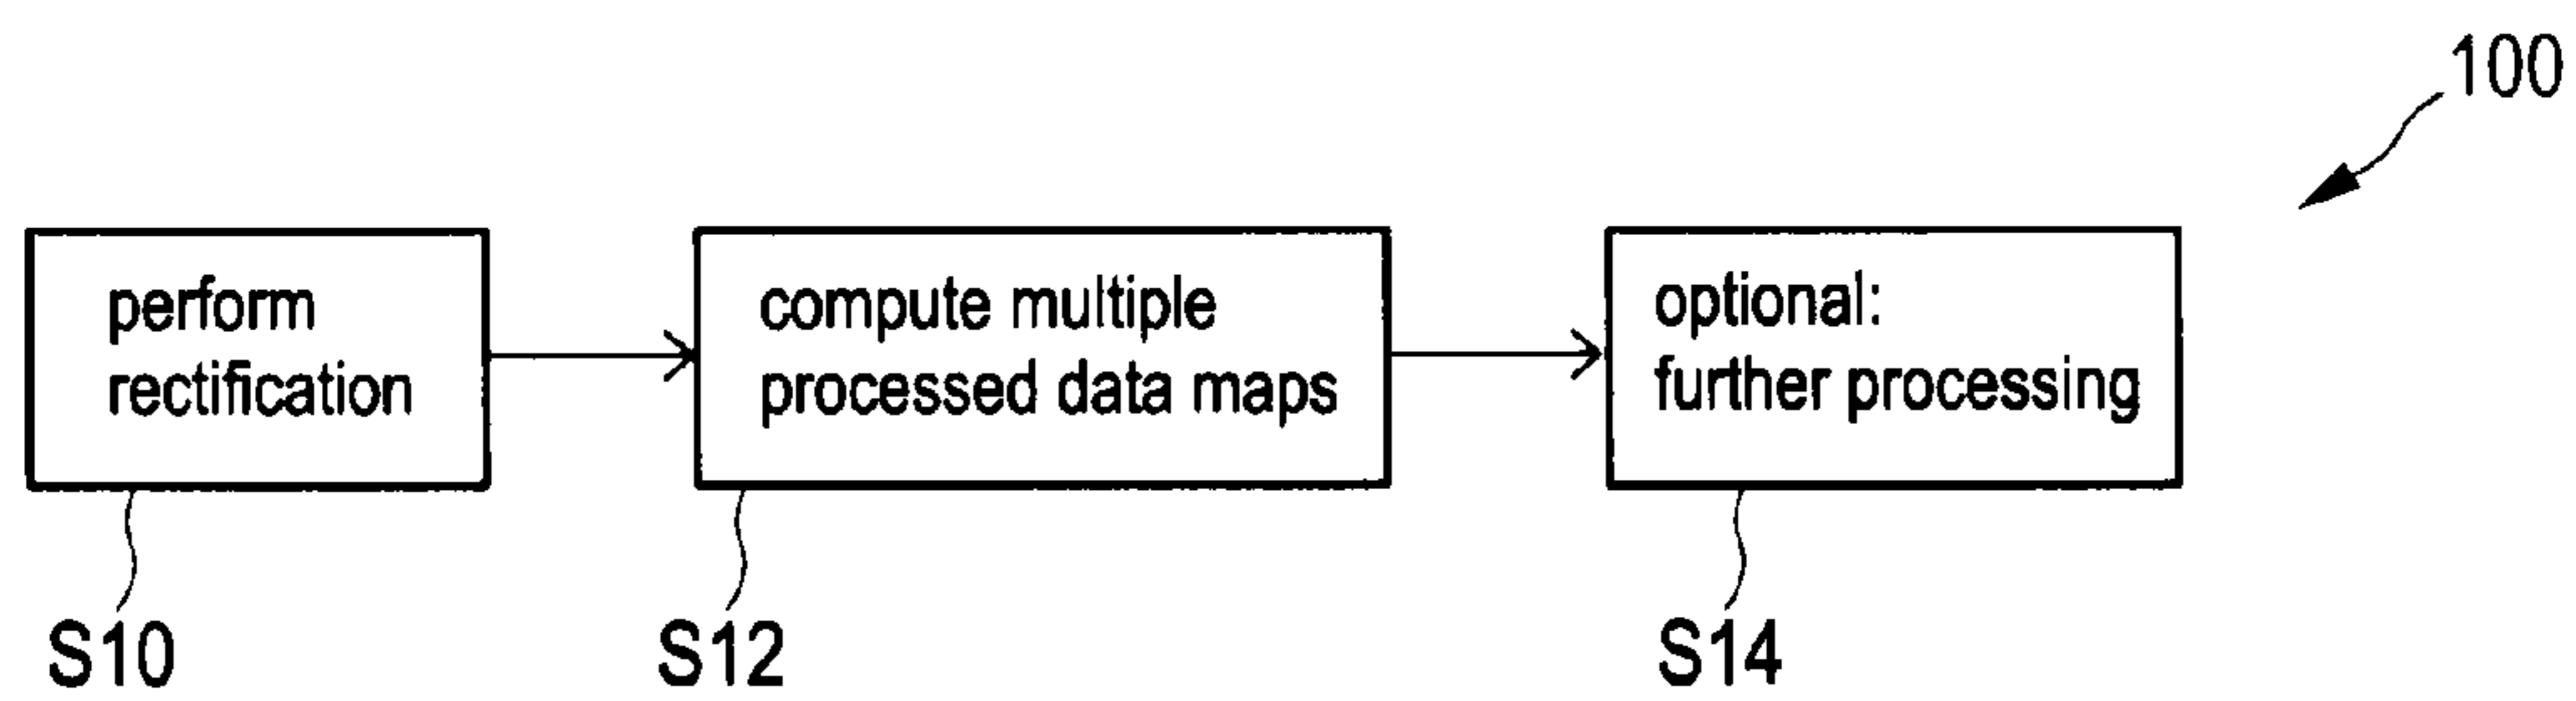 100
perform
rectification
compute multiple
processed data maps
optional:
further processing
S10
S12
S14